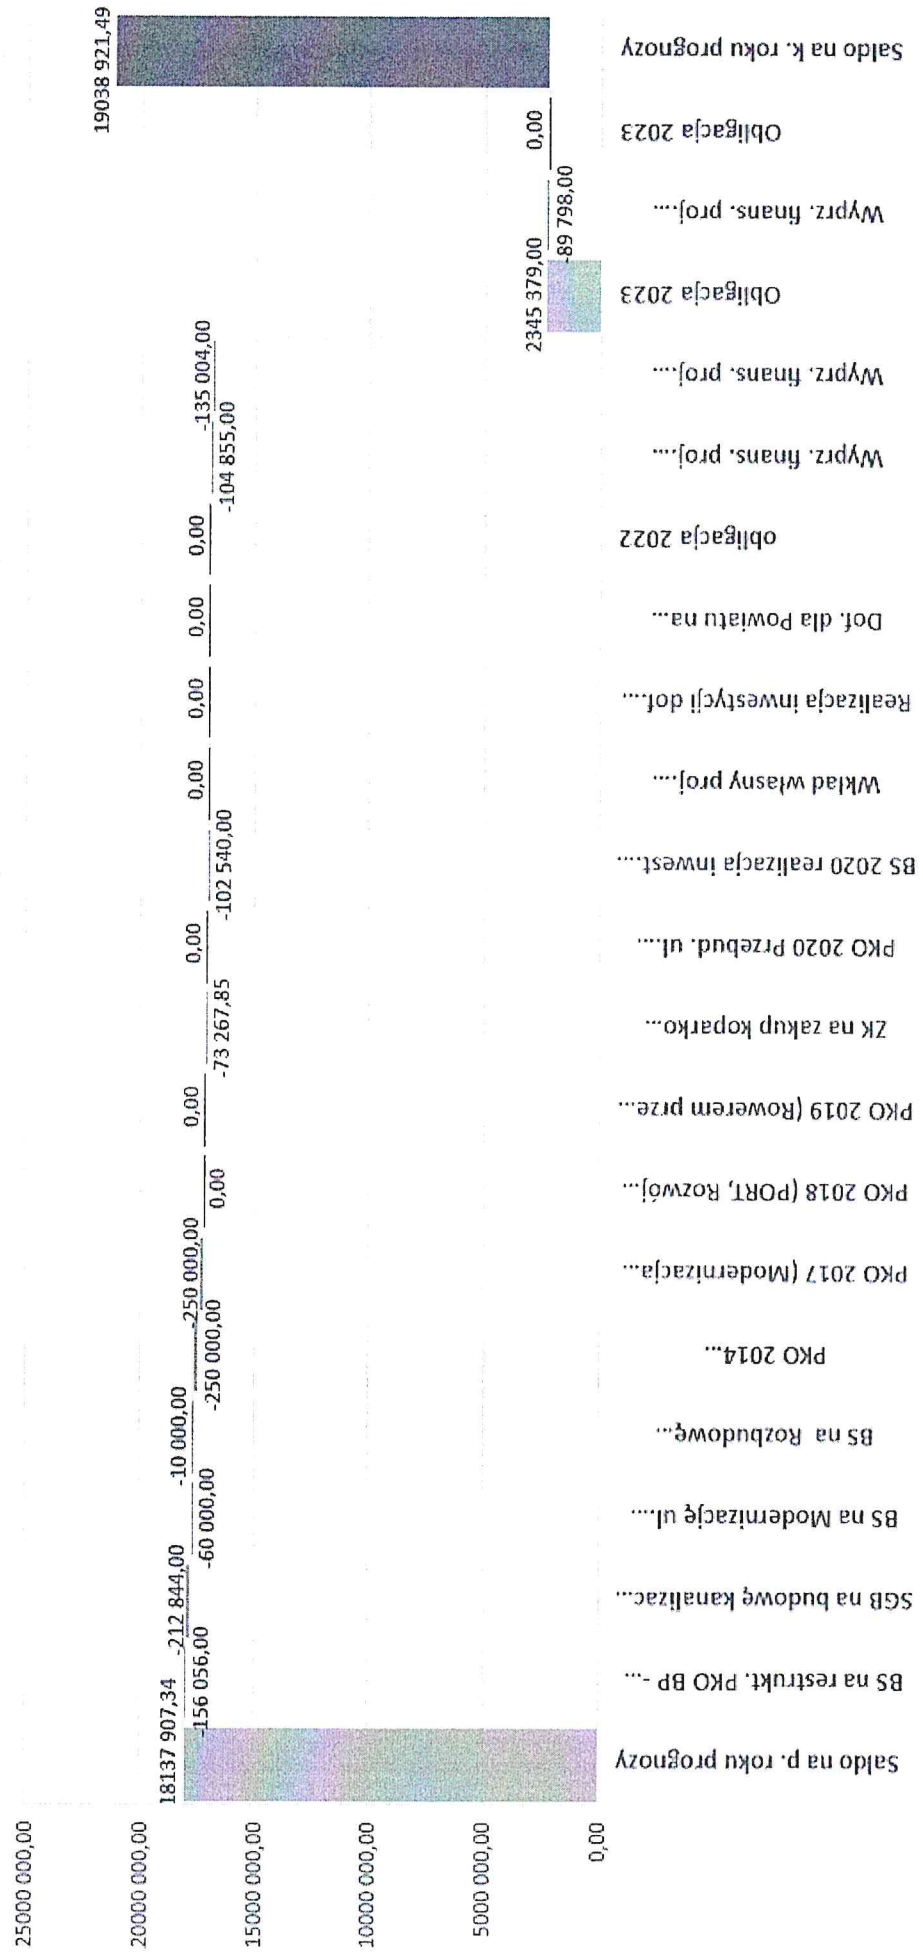 25000 000,00
20000 000,00
15000 000,00
10000 000,00
5000 000,00
0,00
18137 907,34
-156 056,00
-212 844,00
-60 000,00
-10 000,00
-250 000,00
-250 000,00
0,00
0,00
-73 267,85
0,00
-102 540,00
0,00
0,00
0,00
0,00
-104 855,00
-135 004,00
2345 379,00
-89 798,00
0,00
19038 921,49
Saldo na p. roku prognozy
BS na restrukt. PKO BP -...
SGB na budowę kanalizac...
BS na Modernizację ul....
BS na Rozbudowę...
PKO 2014...
PKO 2017 (Modernizacja...
PKO 2018 (PORT, Rozwój...
PKO 2019 (Rowerem prze...
ZK na zakup koparko...
PKO 2020 Przebud. ul....
BS 2020 realizacja inwest....
Wkład własny proj....
Realizacja inwestycji dof....
Dof. dla Powiatu na...
obligacja 2022
Wyprz. finans. proj....
Wyprz. finans. proj....
Obligacja 2023
Wyprz. finans. proj....
Obligacja 2023
Saldo na k. roku prognozy